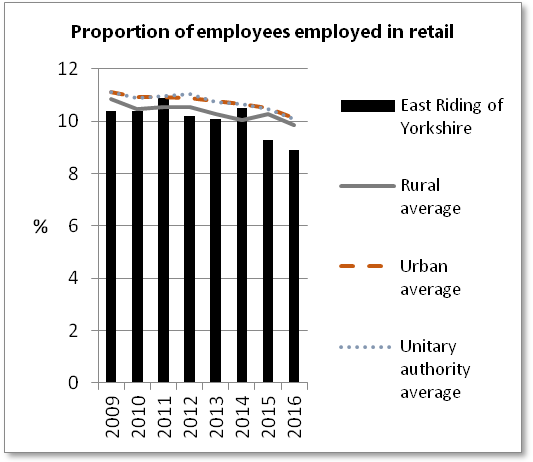 Proportion of employees employed in retail
12
10
8
6
4
2
0
%
2009
2010
2011
2012
2013
2014
2015
2016
East Riding of
Yorkshire
Rural
average
Urban
average
Unitary
authority
average